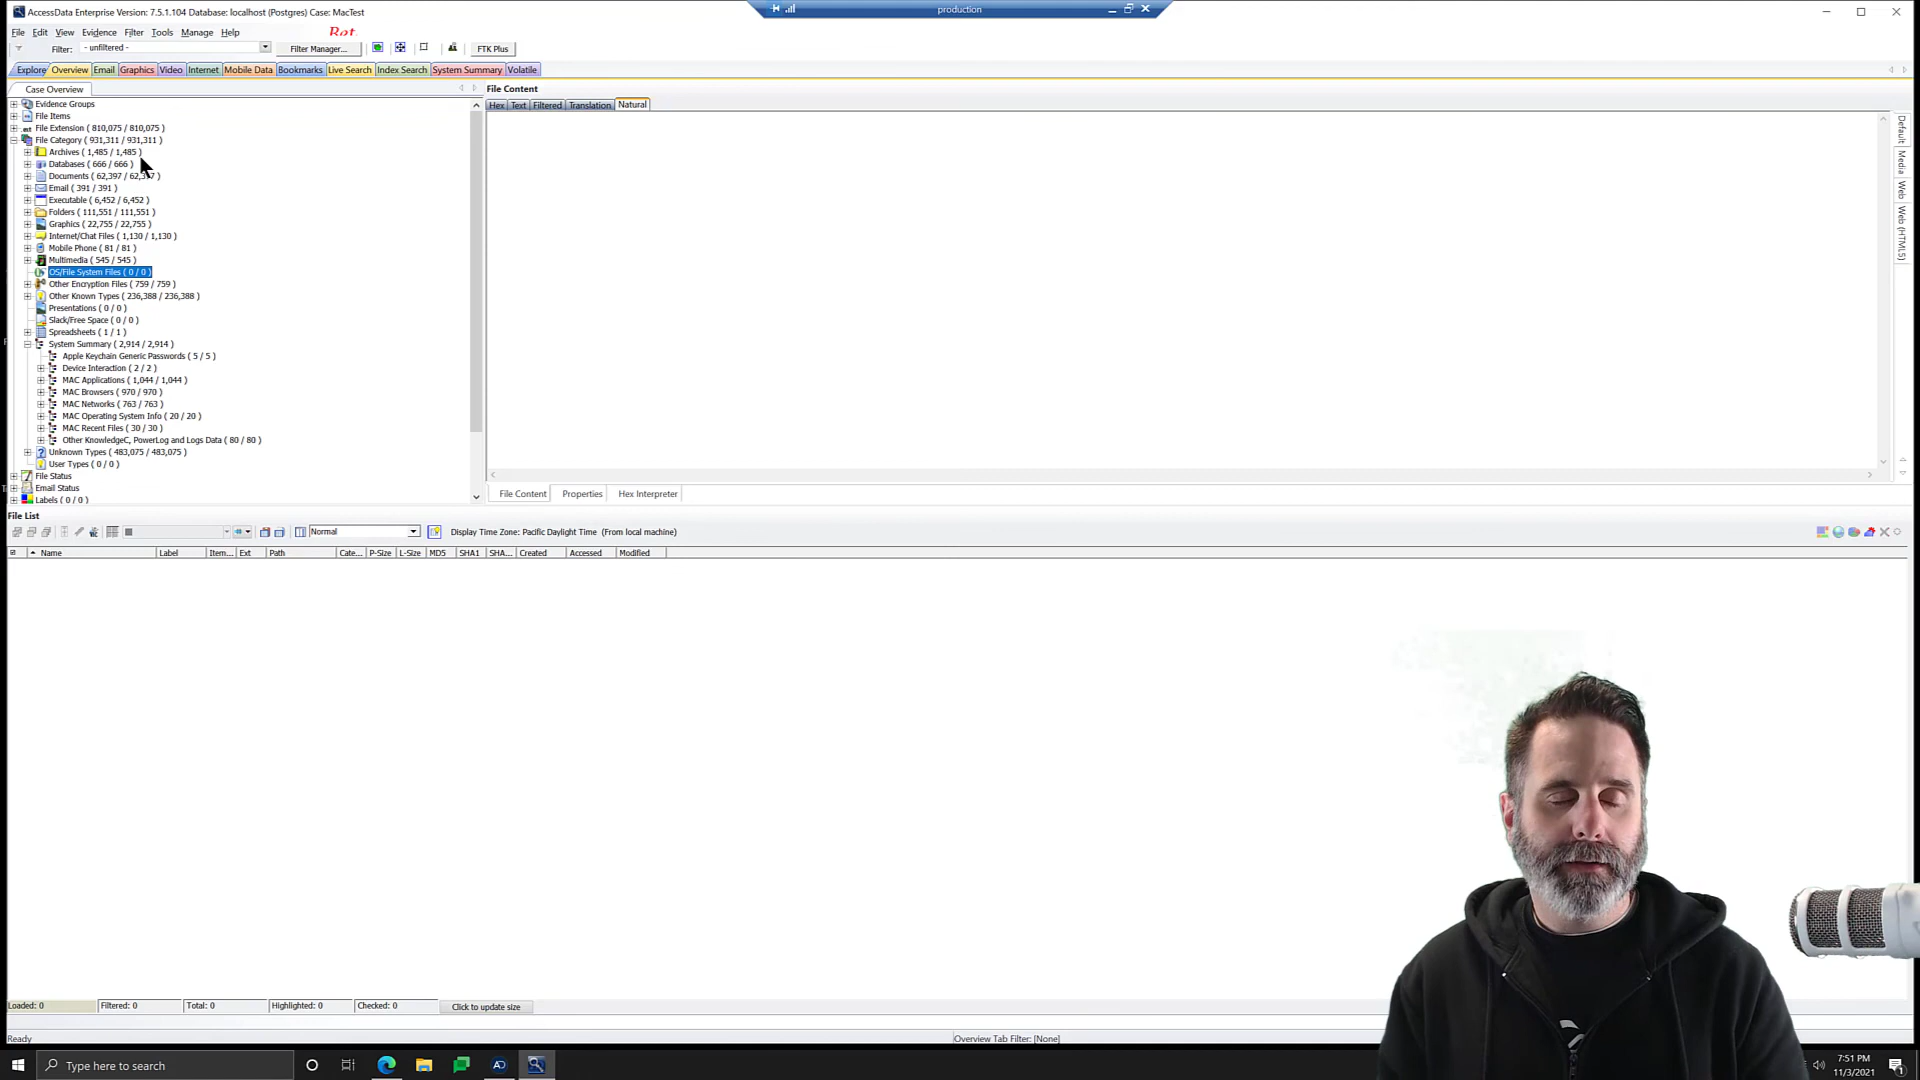 AccessData Enterprise Version: 7.5.1.104 Database: localhost (Postgres) Case: MacTest
production
File Edit View Evidence Filter Tools Manage Help
Filter: - unfiltered - Filter Manager... FTK Plus
Explore Overview Email Graphics Video Internet Mobile Data Bookmarks Live Search Index Search System Summary Volatile
Case Overview
File Content
Hex Text Filtered Translation Natural
Evidence Groups
File Items
File Extension ( 810,075 / 810,075 )
File Category ( 931,311 / 931,311 )
Archives ( 1,485 / 1,485 )
Databases ( 666 / 666 )
Documents ( 62,397 /
Email ( 391 / 391 )
Executable ( 6,452 / 6,452 )
Folders ( 111,551 / 111,551 )
Graphics ( 22,755 / 22,755 )
Internet/Chat Files ( 1,130 / 1,130 )
Mobile Phone ( 81 / 81 )
Multimedia ( 545 / 545 )
OS/File System Files ( 0 / 0 )
Other Encryption Files ( 759 / 759 )
Other Known Types ( 236,388 / 236,388 )
Presentations ( 0 / 0 )
Slack/Free Space ( 0 / 0 )
Spreadsheets ( 1 / 1 )
System Summary ( 2,914 / 2,914 )
Apple Keychain Generic Passwords ( 5 / 5 )
Device Interaction ( 2 / 2 )
MAC Applications ( 1,044 / 1,044 )
MAC Browsers ( 970 / 970 )
MAC Networks ( 763 / 763 )
MAC Operating System Info ( 20 / 20 )
MAC Recent Files ( 30 / 30 )
Other KnowledgeC, PowerLog and Logs Data ( 80 / 80 )
Unknown Types ( 483,075 / 483,075 )
User Types ( 0 / 0 )
File Status
Email Status
Labels ( 0 / 0 )
Default
Media
Web
Web (HTML5)
File Content Properties Hex Interpreter
File List
Normal Display Time Zone: Pacific Daylight Time (From local machine)
Name Label Item... Ext Path Cate... P-Size L-Size MD5 SHA1 SHA... Created Accessed Modified
Loaded: 0 Filtered: 0 Total: 0 Highlighted: 0 Checked: 0 Click to update size
Ready Overview Tab Filter: [None]
Type here to search
7:51 PM
11/3/2021